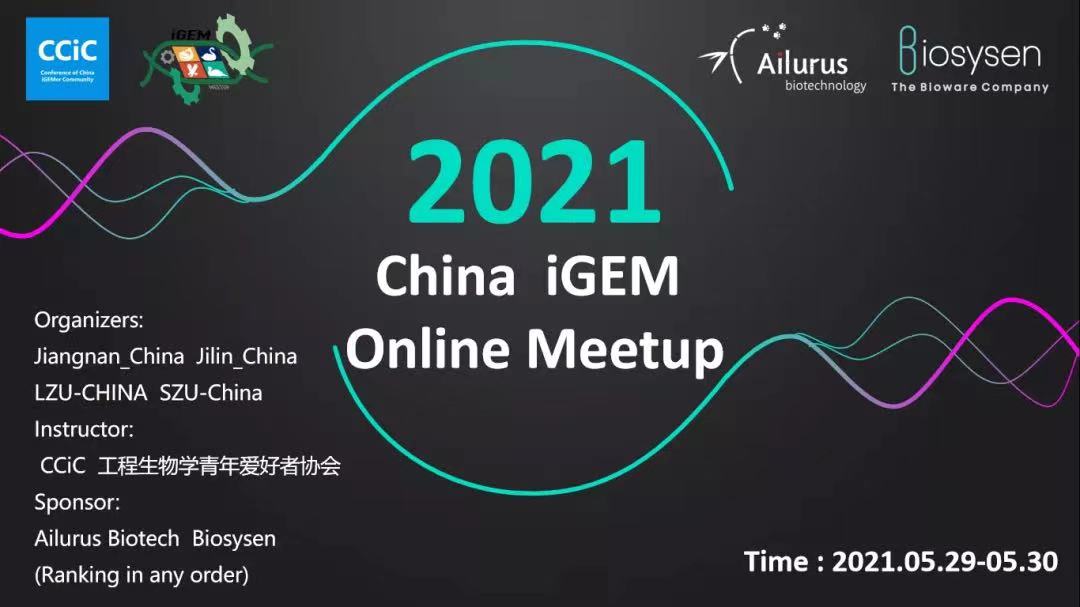 CCiC
Conference of China
iGEMer Community
iGEM
Ailurus
biotechnology
Biosysen
The Bioware Company
2021
China iGEM
Online Meetup
Organizers:
Jiangnan_China Jilin_China
LZU-CHINA SZU-China
Instructor:
CCiC 工程生物学青年爱好者协会
Sponsor:
Ailurus Biotech Biosysen
(Ranking in any order)
Time : 2021.05.29-05.30